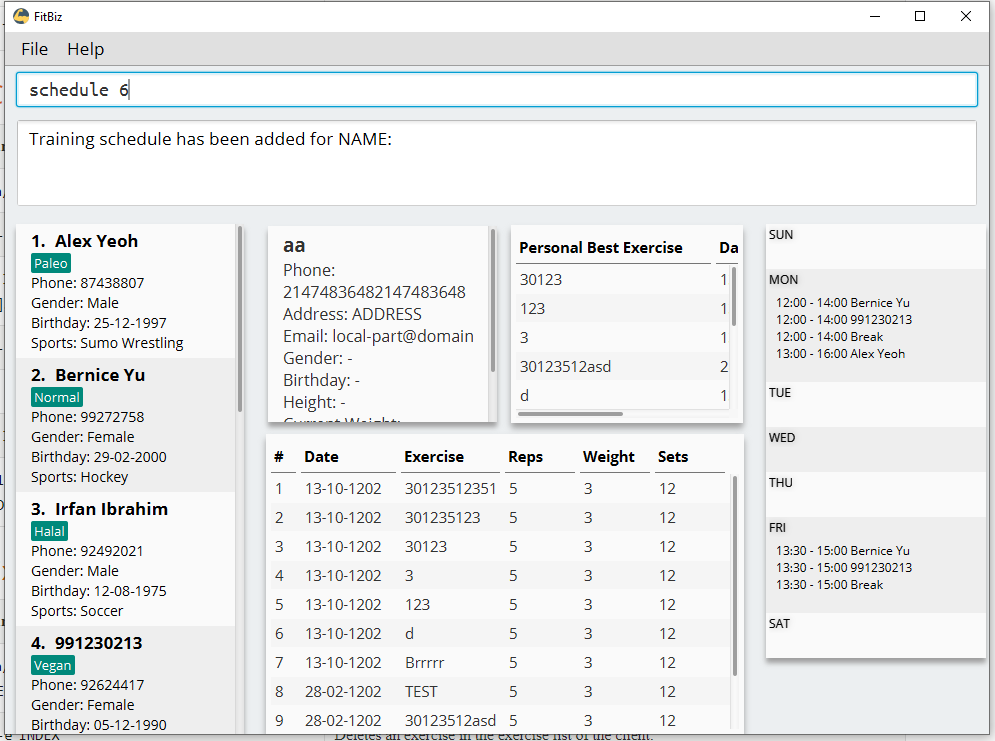 FitBiz
File Help
schedule 6
Training schedule has been added for NAME:
1. Alex Yeoh
Paleo
Phone: 87438807
Gender: Male
Birthday: 25-12-1997
Sports: Sumo Wrestling
2. Bernice Yu
Normal
Phone: 99272758
Gender: Female
Birthday: 29-02-2000
Sports: Hockey
3. Irfan Ibrahim
Halal
Phone: 92492021
Gender: Male
Birthday: 12-08-1975
Sports: Soccer
4. 991230213
Vegan
Phone: 92624417
Gender: Female
Birthday: 05-12-1990
aa
Phone:
21474836482147483648
Address: ADDRESS
Email: local-part@domain
Gender: -
Birthday: -
Height: -
Current Weight:
Personal Best Exercise Da
30123 1
123 1
3 1
30123512asd 2
d 1
# Date Exercise Reps Weight Sets
1 13-10-1202 30123512351 5 3 12
2 13-10-1202 301235123 5 3 12
3 13-10-1202 30123 5 3 12
4 13-10-1202 3 5 3 12
5 13-10-1202 123 5 3 12
6 13-10-1202 d 5 3 12
7 13-10-1202 Brrrrr 5 3 12
8 28-02-1202 TEST 5 3 12
9 28-02-1202 30123512asd 5 3 12
SUN
MON
12:00 - 14:00 Bernice Yu
12:00 - 14:00 991230213
12:00 - 14:00 Break
13:00 - 16:00 Alex Yeoh
TUE
WED
THU
FRI
13:30 - 15:00 Bernice Yu
13:30 - 15:00 991230213
13:30 - 15:00 Break
SAT
-e INDEX
Deletes an exercise in the exercise list of the client.